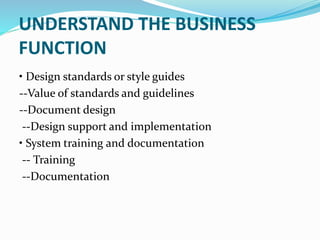 UNDERSTAND THE BUSINESS
FUNCTION
• Design standards or style guides
--Value of standards and guidelines
--Document design
--Design support and implementation
• System training and documentation
-- Training
--Documentation